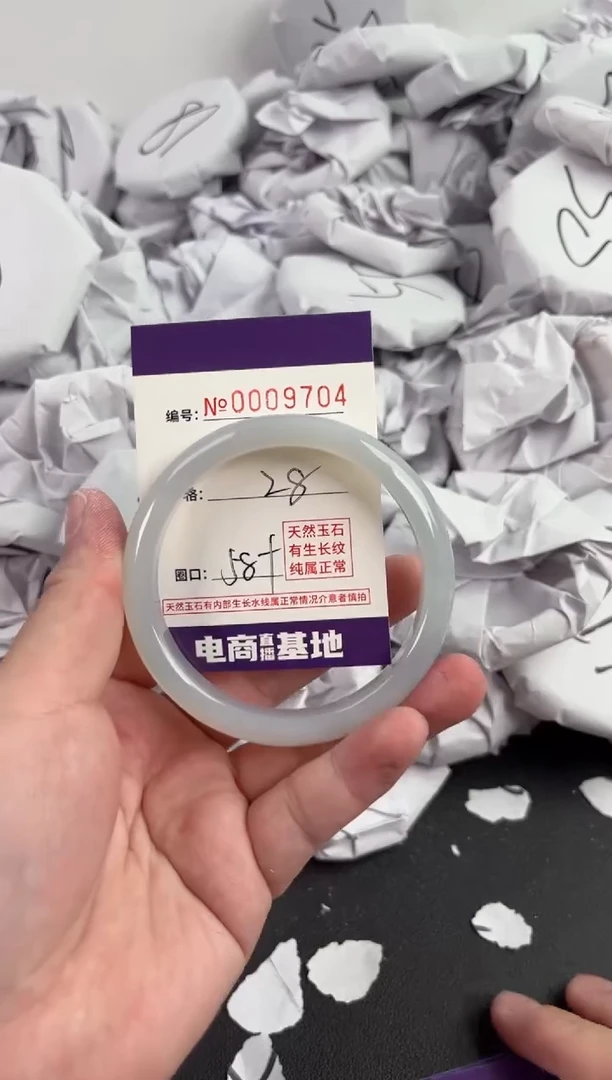 编号: №0009704
格: 28
天然玉石
有生长纹
纯属正常
圈口: 58+
天然玉石有内部生长水线属正常情况介意者慎拍
电商直播基地